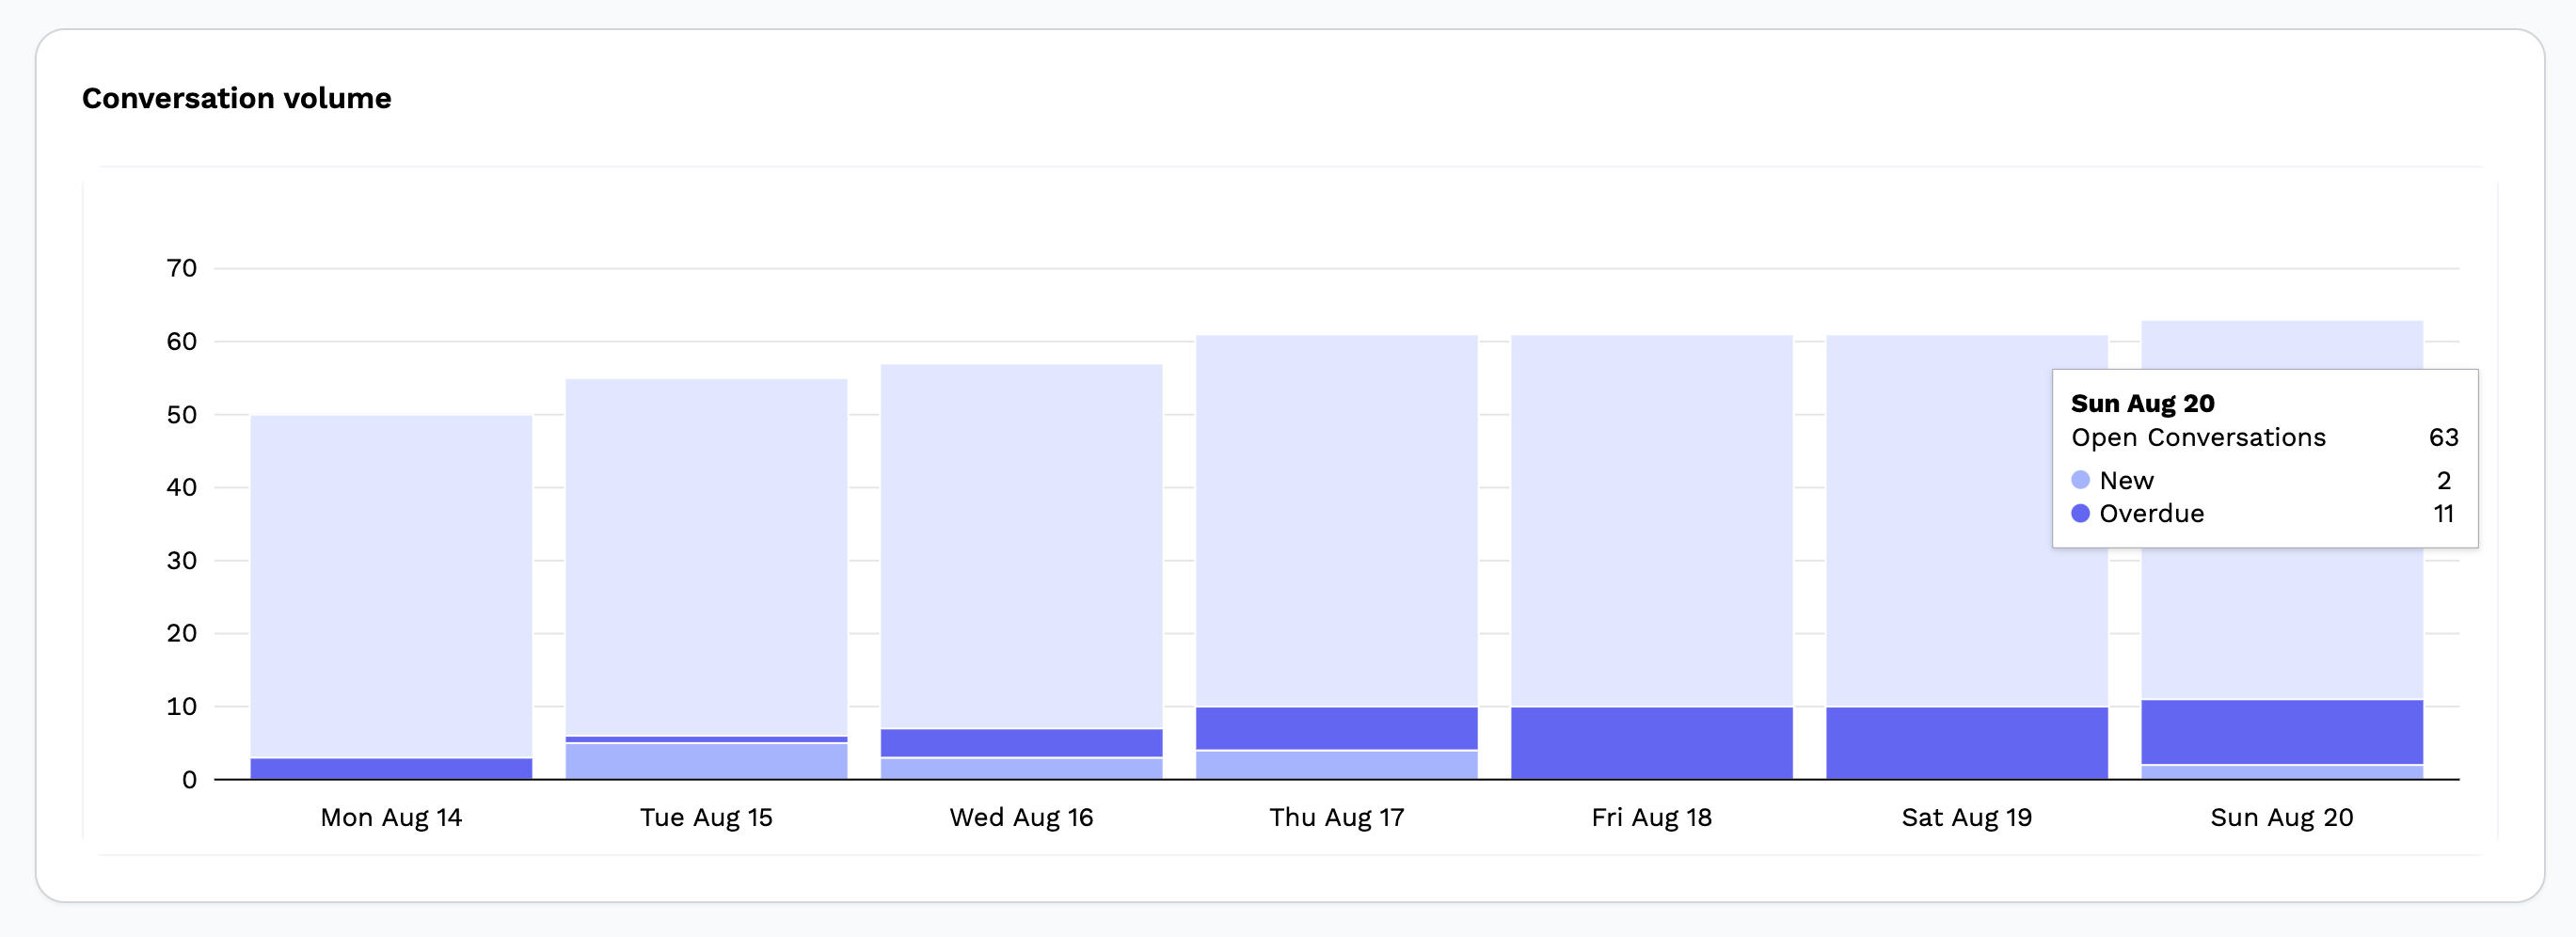 Conversation volume
70
60
50
40
30
20
10
0
Mon Aug 14 Tue Aug 15 Wed Aug 16 Thu Aug 17 Fri Aug 18 Sat Aug 19 Sun Aug 20
Sun Aug 20
Open Conversations 63
New 2
Overdue 11